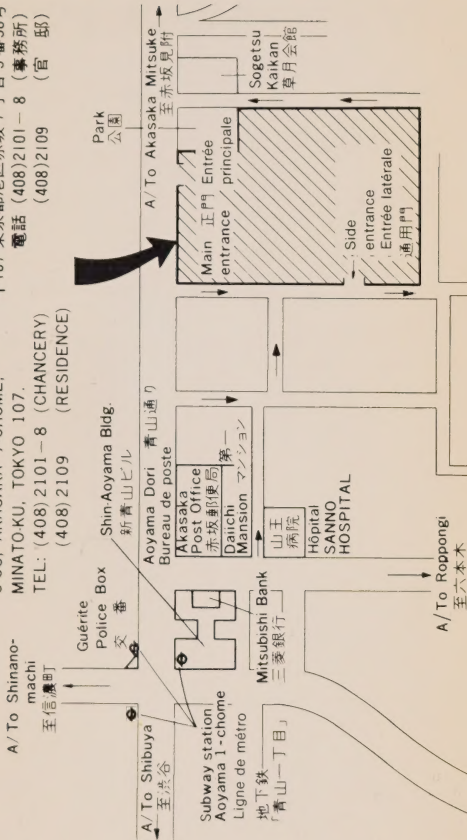 AKASAKA 7-CHOME,
MINATO-KU, TOKYO 107.
TEL: (408)2101-8 (CHANCERY)
(408)2109 (RESIDENCE)
電話 (408)2101-8 (事務所)
(408)2109 (官 邸)
A/To Shinano-
machi
至信濃町
Guérite
Police Box
交 番
Shin-Aoyama Bldg.
新青山ビル
Park
公園
A/To Shibuya
至渋谷
Aoyama Dori 青山通り
A/To Akasaka Mitsuke
至赤坂見附
Bureau de poste
Akasaka
Post Office
赤坂郵便局
Daiichi
Mansion
第一
マンション
Main
entrance
正門
Entrée
principale
Sogetsu
Kaikan
草月会館
Subway station
Aoyama 1-chome
Ligne de métro
地下鉄
「青山一丁目」
Mitsubishi Bank
三菱銀行
山王
病院
Hôpital
SANNO
HOSPITAL
Side
entrance
Entrée latérale
通用門
A/To Roppongi
至六本木